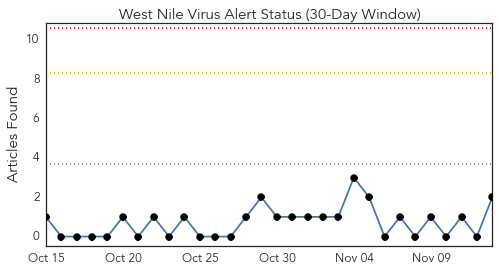 West Nile Virus Alert Status (30-Day Window)
Articles Found
10
8
6
4
2
0
Oct 15 Oct 20 Oct 25 Oct 30 Nov 04 Nov 09